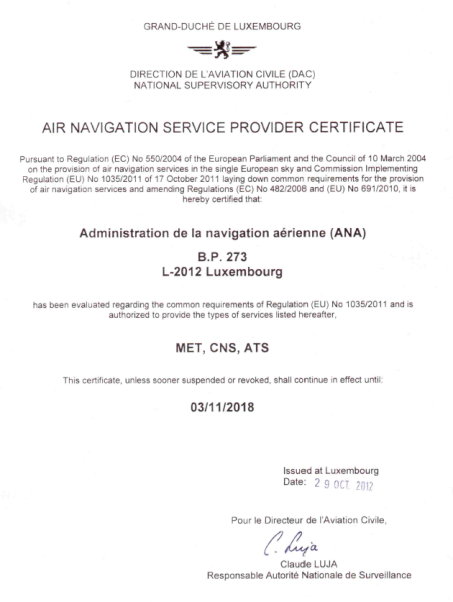 GRAND-DUCHÉ DE LUXEMBOURG
DIRECTION DE L'AVIATION CIVILE (DAC)
NATIONAL SUPERVISORY AUTHORITY
AIR NAVIGATION SERVICE PROVIDER CERTIFICATE
Pursuant to Regulation (EC) No 550/2004 of the European Parliament and the Council of 10 March 2004
on the provision of air navigation services in the single European sky and Commission Implementing
Regulation (EU) No 1035/2011 of 17 October 2011 laying down common requirements for the provision
of air navigation services and amending Regulations (EC) No 482/2008 and (EU) No 691/2010, it is
hereby certified that:
Administration de la navigation aérienne (ANA)
B.P. 273
L-2012 Luxembourg
has been evaluated regarding the common requirements of Regulation (EU) No 1035/2011 and is
authorized to provide the types of services listed hereafter,
MET, CNS, ATS
This certificate, unless sooner suspended or revoked, shall continue in effect until:
03/11/2018
Issued at Luxembourg
Date: 29 OCT. 2012
Pour le Directeur de l'Aviation Civile,
C. Luja
Claude LUJA
Responsable Autorité Nationale de Surveillance